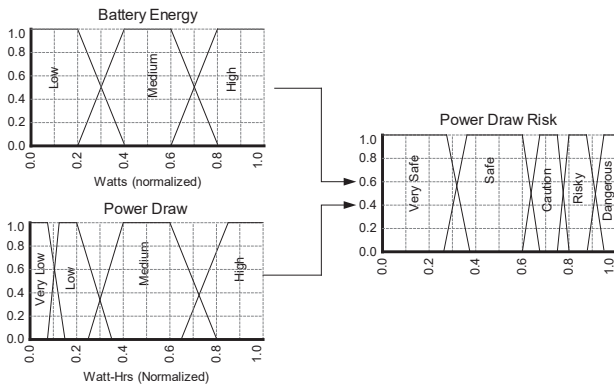 Battery Energy
1.0
0.8
0.6
0.4
0.2
0.0
Low
Medium
High
0.0 0.2 0.4 0.6 0.8 1.0
Watts (normalized)
Power Draw
1.0
0.8
0.6
0.4
0.2
0.0
Very Low
Low
Medium
High
0.0 0.2 0.4 0.6 0.8 1.0
Watt-Hrs (Normalized)
Power Draw Risk
1.0
0.8
0.6
0.4
0.2
0.0
Very Safe
Safe
Caution
Risky
Dangerous
0.0 0.2 0.4 0.6 0.8 1.0